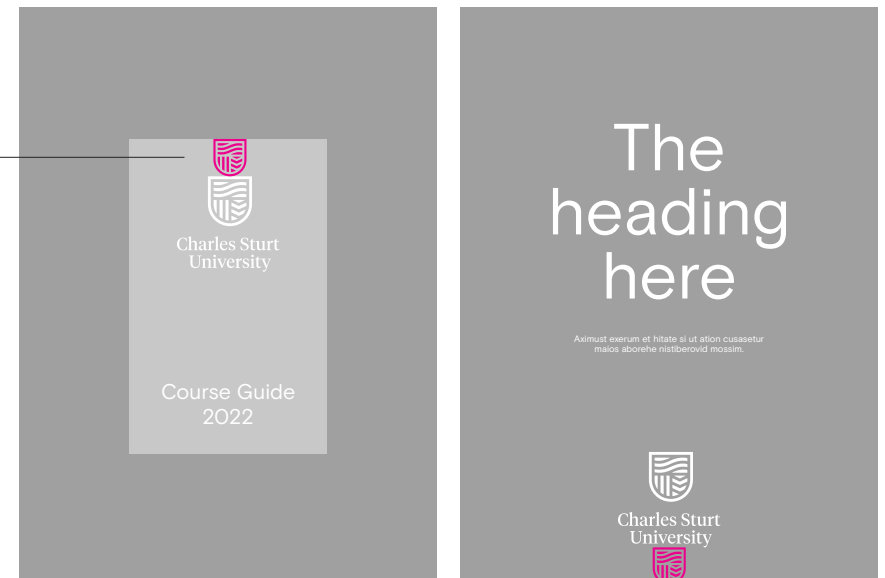 Charles Sturt
University
Course Guide
2022
The
heading
here
Aximust exerum et hitate si ut ation cusasetur
maios aborehe nistiberovid mossim.
Charles Sturt
University